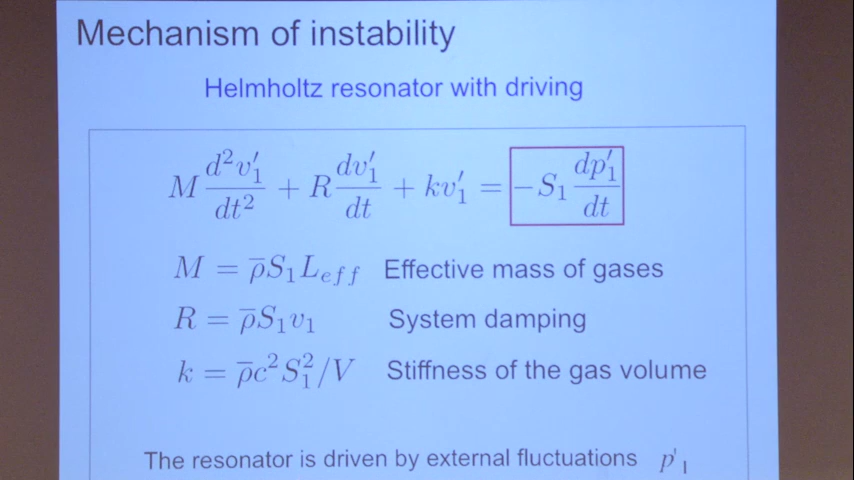 Mechanism of instability
Helmholtz resonator with driving
M d²v′₁/dt² + R dv′₁/dt + kv′₁ = −S₁ dp′₁/dt
M = ρ̅S₁L_eff Effective mass of gases
R = ρ̅S₁v₁ System damping
k = ρ̅c²S₁²/V Stiffness of the gas volume
The resonator is driven by external fluctuations p′₁